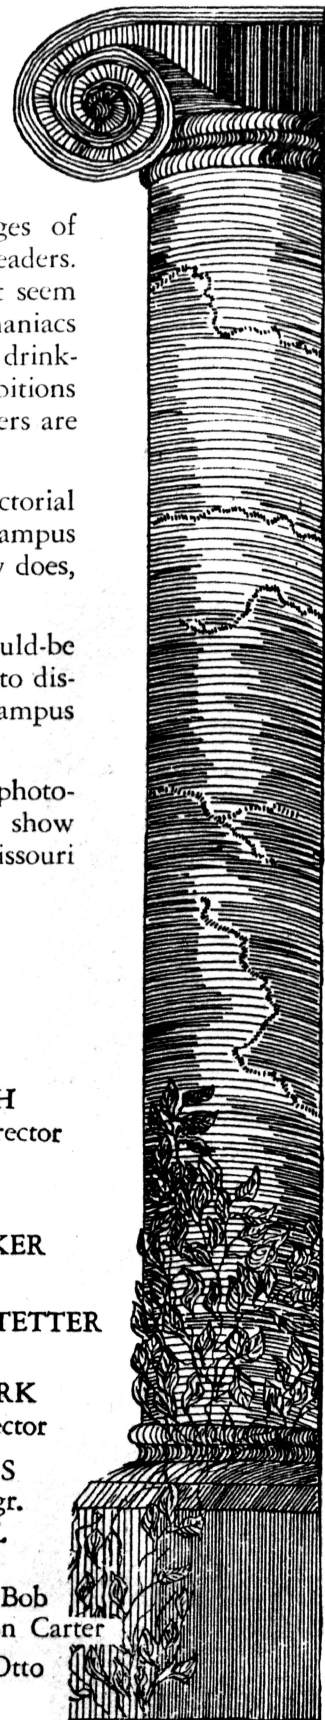 ges of
eaders.
t seem
naniacs
drink-
bitions
ers are
ctorial
ampus
y does,
uld-be
to dis-
ampus
photo-
show
issouri
H
rector
KER
TETTER
RK
ector
S
gr.
Bob
n Carter
Otto